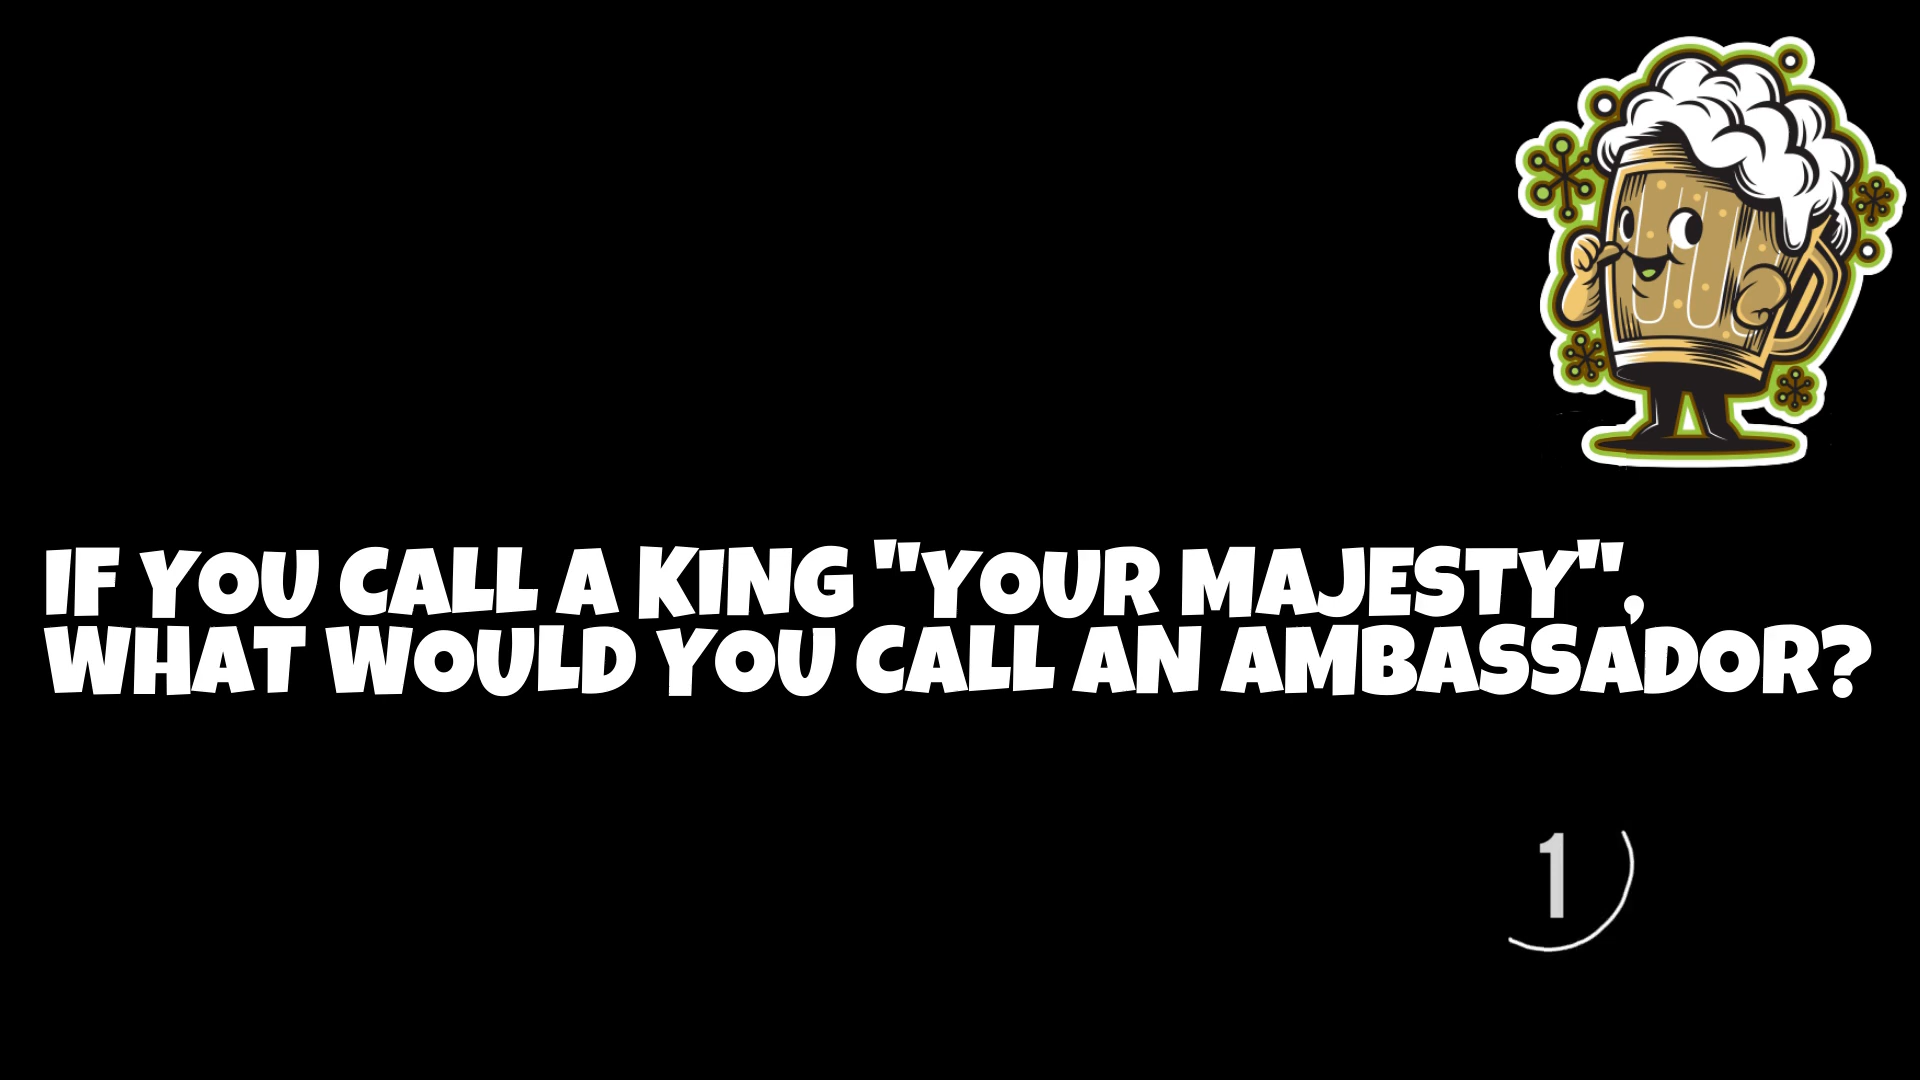 IF YOU CALL A KING "YOUR MAJESTY",
WHAT WOULD YOU CALL AN AMBASSADOR?
1